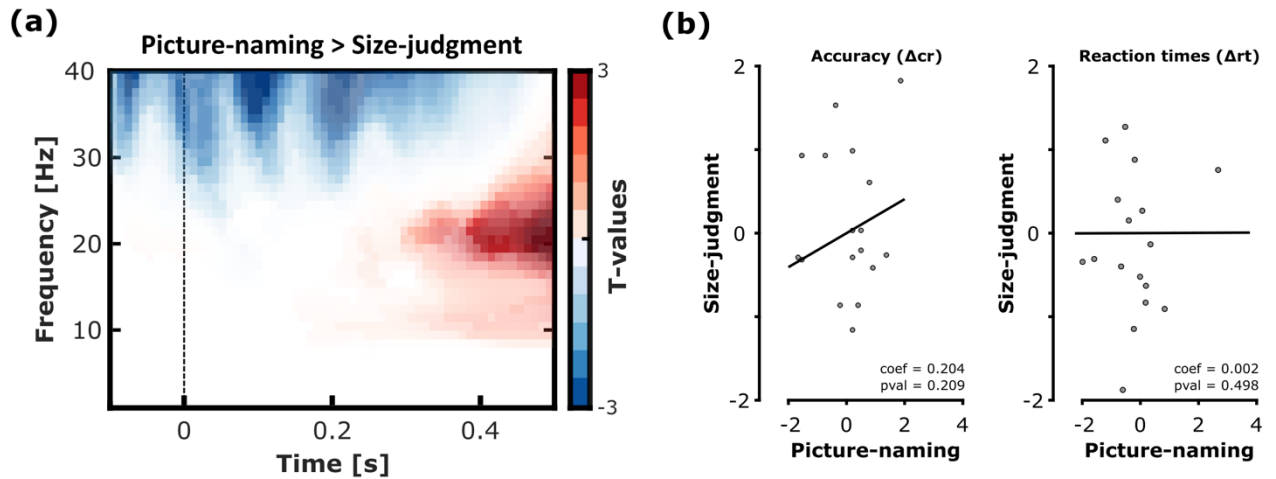 (a)
Picture-naming > Size-judgment
40
30
20
10
Frequency [Hz]
0
0.2
0.4
Time [s]
3
-3
T-values
(b)
Accuracy (Δcr)
2
0
-2
Size-judgment
coef = 0.204
pval = 0.209
-2
0
2
4
Picture-naming
Reaction times (Δrt)
2
0
-2
Size-judgment
coef = 0.002
pval = 0.498
-2
0
2
4
Picture-naming